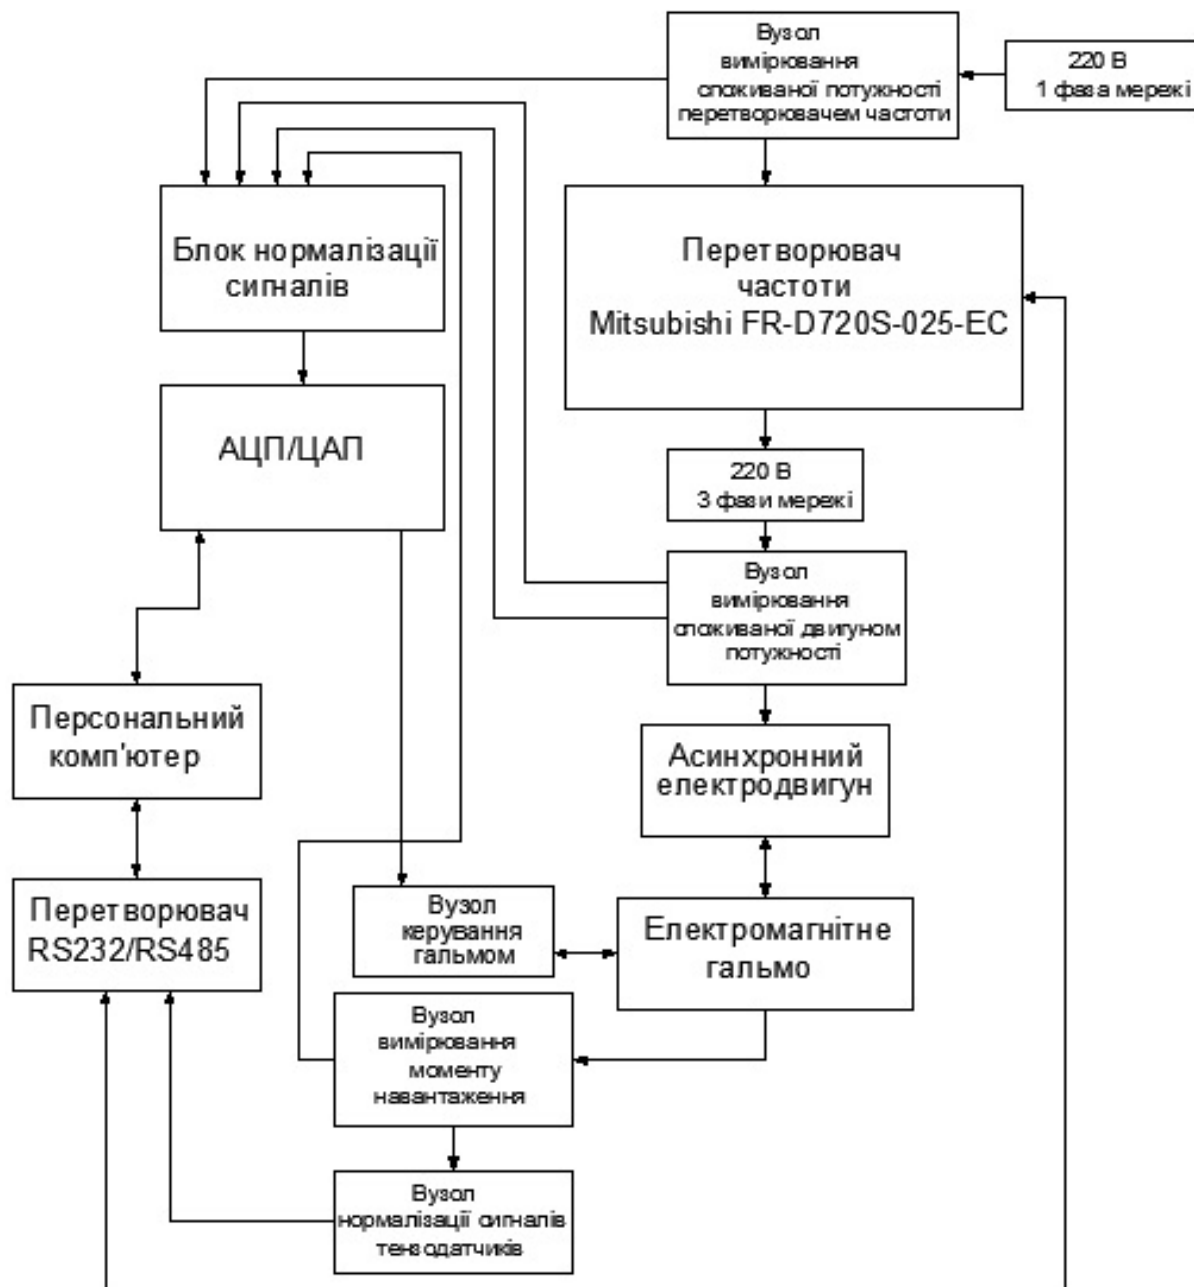 Вузол
вимірювання
споживаної потужності
перетворювачем частоти
220 В
1 фаза мережі
Блок нормалізації
сигналів
Перетворювач
частоти
Mitsubishi FR-D720S-025-EC
АЦП/ЦАП
220 В
3 фази мережі
Вузол
вимірювання
споживаної двигуном
потужності
Персональний
комп'ютер
Асинхронний
електродвигун
Перетворювач
RS232/RS485
Вузол
керування
гальмом
Електромагнітне
гальмо
Вузол
вимірювання
моменту
навантаження
Вузол
нормалізації сигналів
тензодатчиків